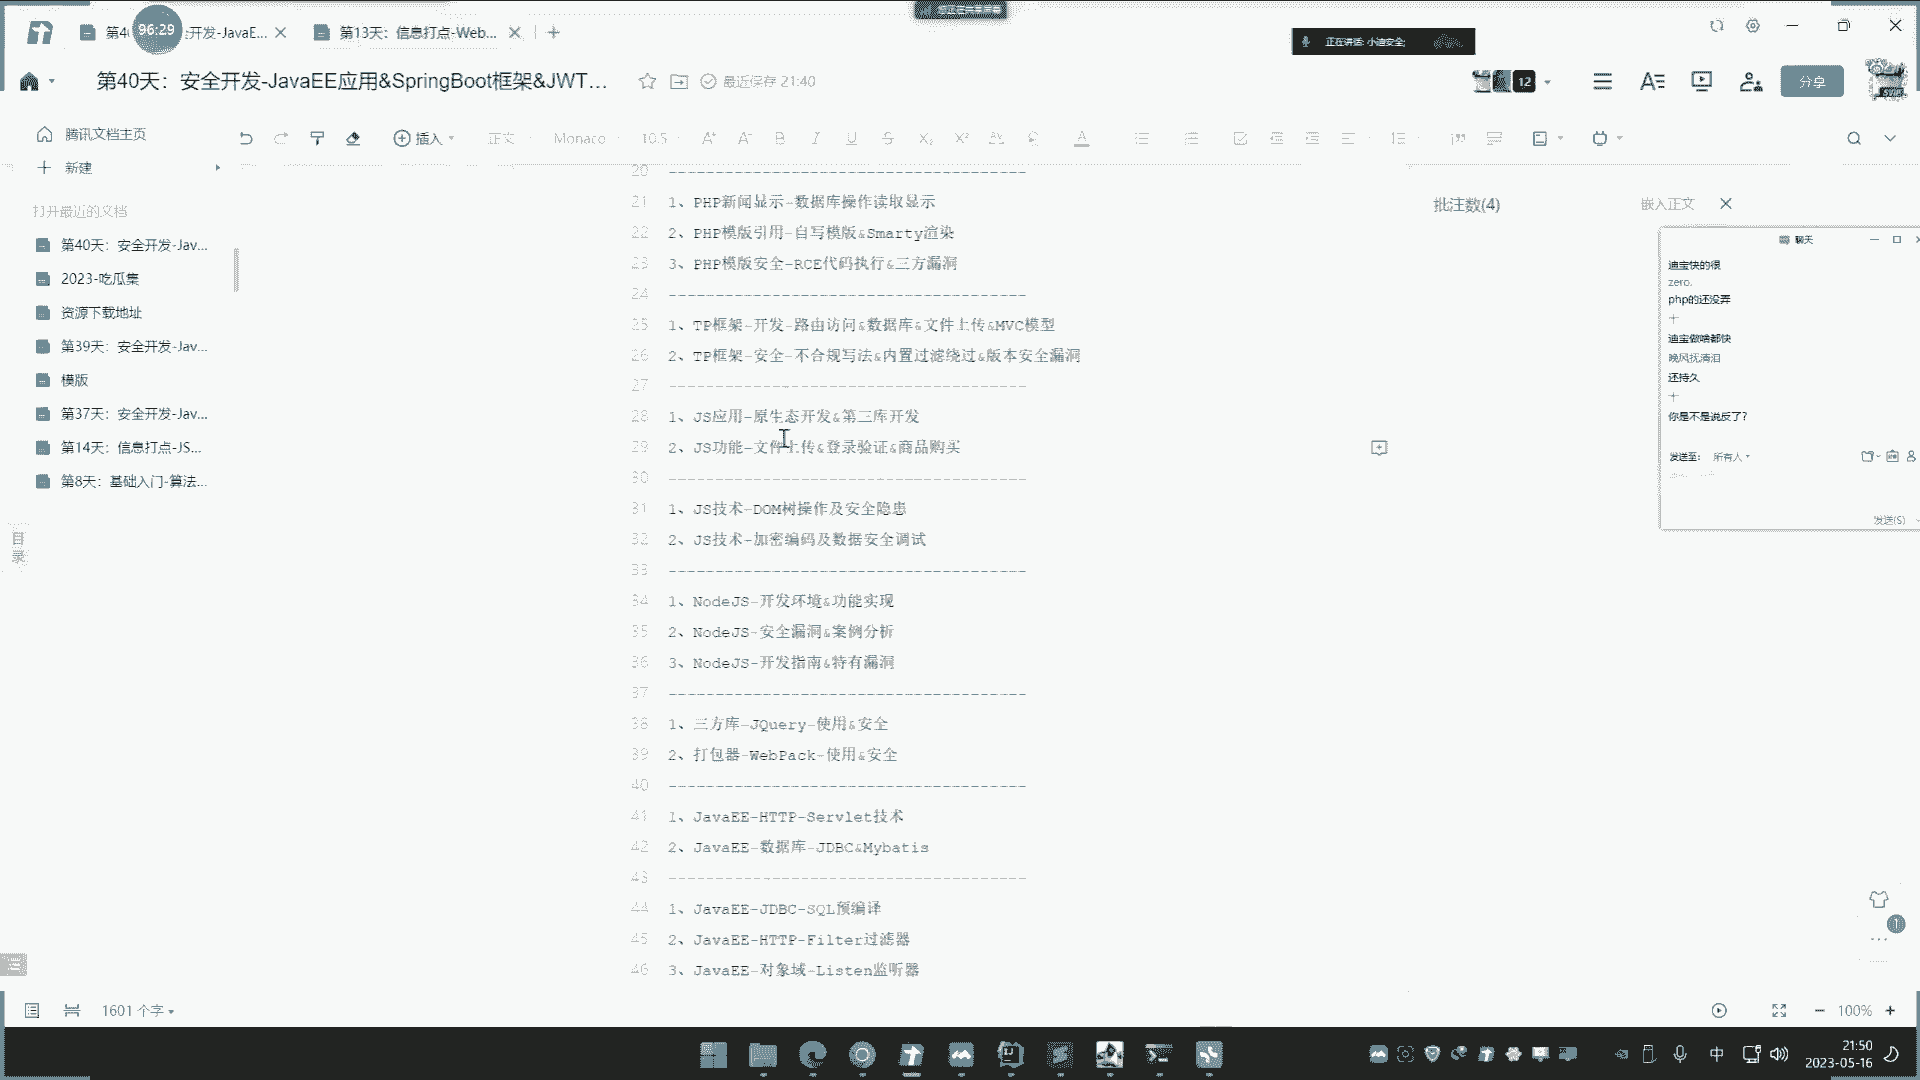 您正在共享屏幕
96:29
第40
开发-JavaE...
第13天：信息打点-Web...
正在讲话: 小迪安全;
第40天：安全开发-JavaEE应用&SpringBoot框架&JWT...
最近保存 21:40
12
分享
腾讯文档主页
新建
打开最近的文档
第40天：安全开发-Jav...
2023-吃瓜集
资源下载地址
第39天：安全开发-Jav...
模版
第37天：安全开发-Jav...
第14天：信息打点-JS...
第8天：基础入门-算法...
目录
插入
正文
Monaco
10.5
20 ------------------------------------
21 1、PHP新闻显示-数据库操作读取显示
22 2、PHP模版引用-自写模版&Smarty渲染
23 3、PHP模版安全-RCE代码执行&三方漏洞
24 ------------------------------------
25 1、TP框架-开发-路由访问&数据库&文件上传&MVC模型
26 2、TP框架-安全-不合规写法&内置过滤绕过&版本安全漏洞
27 ------------------------------------
28 1、JS应用-原生态开发&第三库开发
29 2、JS功能-文件上传&登录验证&商品购买
30 ------------------------------------
31 1、JS技术-DOM树操作及安全隐患
32 2、JS技术-加密编码及数据安全调试
33 ------------------------------------
34 1、NodeJS-开发环境&功能实现
35 2、NodeJS-安全漏洞&案例分析
36 3、NodeJS-开发指南&特有漏洞
37 ------------------------------------
38 1、三方库-JQuery-使用&安全
39 2、打包器-WebPack-使用&安全
40 ------------------------------------
41 1、JavaEE-HTTP-Servlet技术
42 2、JavaEE-数据库-JDBC&Mybatis
43 ------------------------------------
44 1、JavaEE-JDBC-SQL预编译
45 2、JavaEE-HTTP-Filter过滤器
46 3、JavaEE-对象域-Listen监听器
批注数(4)
嵌入正文
聊天
迪宝快的很
zero.
php的还没弄
十
迪宝做啥都快
晚风抚清泪
还持久
十
你是不是说反了?
发送至: 所有人
发送(S)
1601 个字
100%
中
21:50
2023-05-16